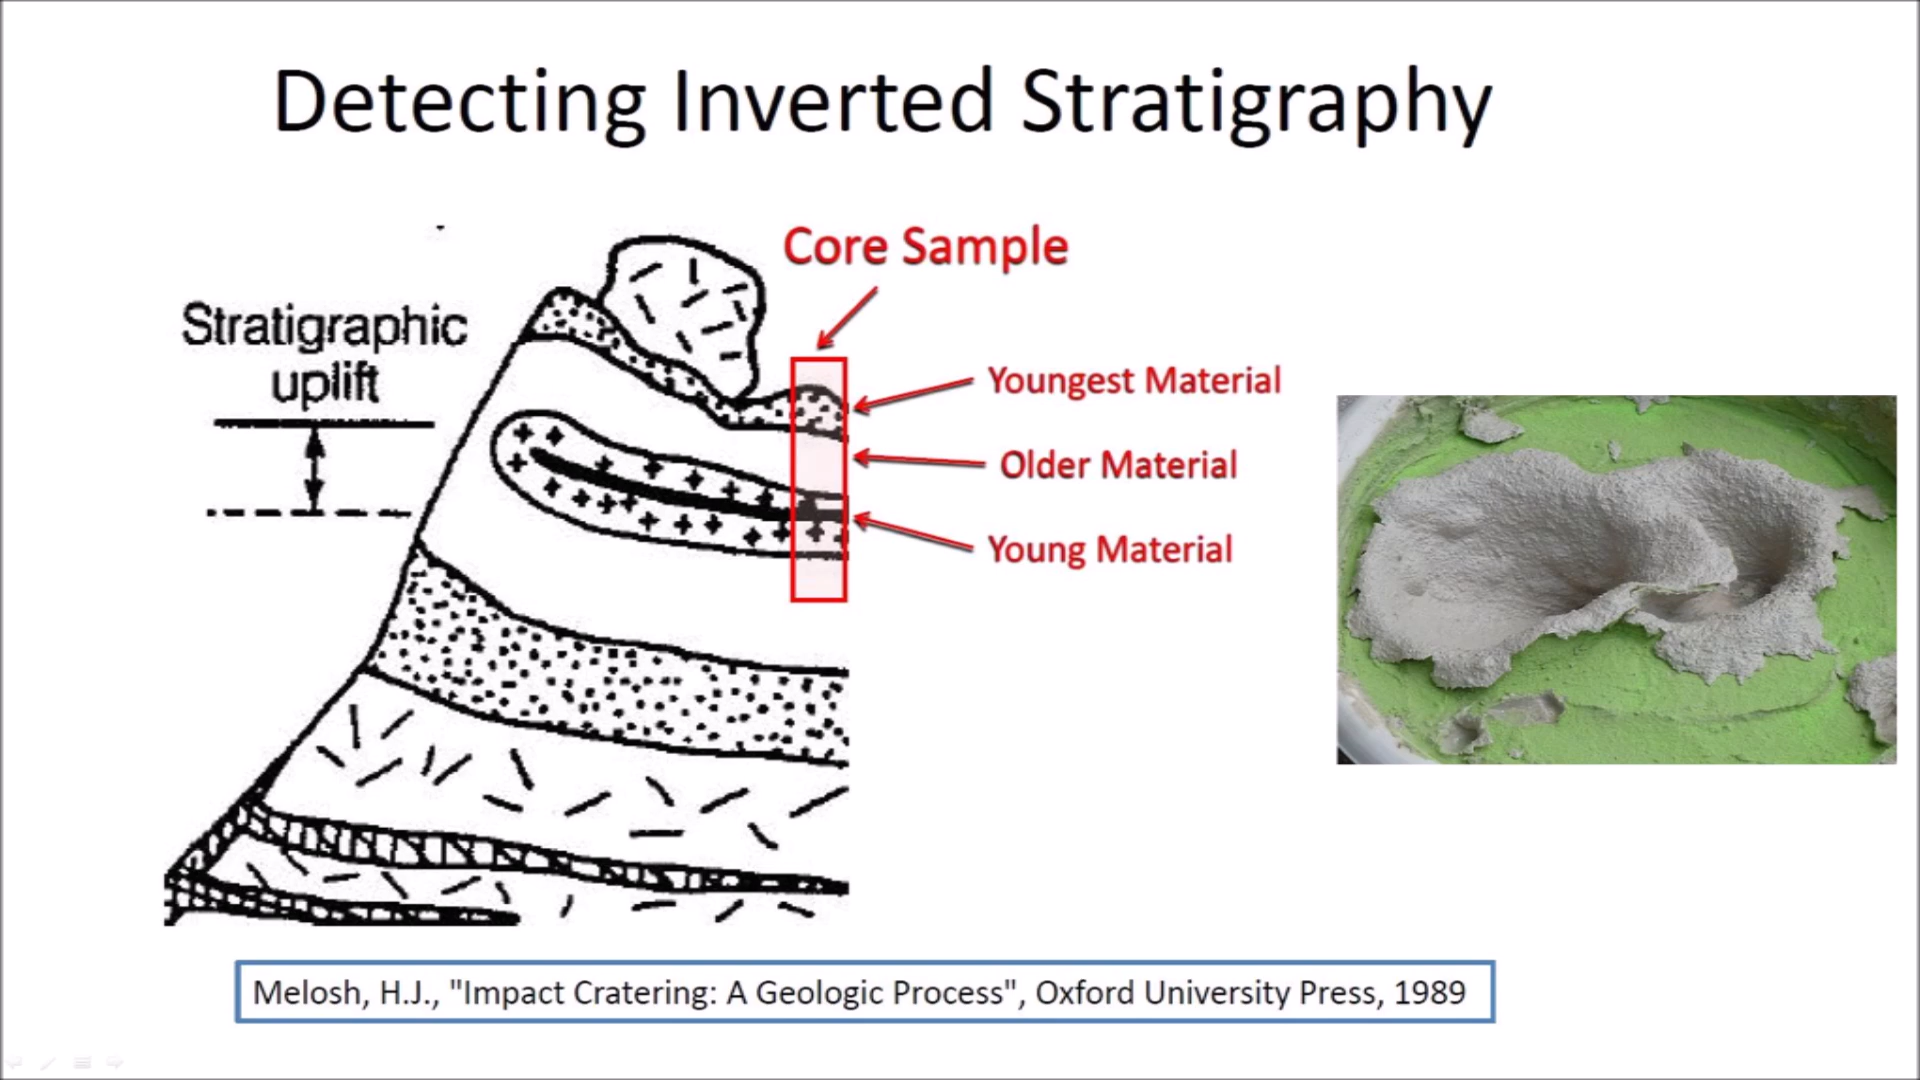 Detecting Inverted Stratigraphy
Core Sample
Stratigraphic
uplift
Youngest Material
Older Material
Young Material
Melosh, H.J., "Impact Cratering: A Geologic Process", Oxford University Press, 1989